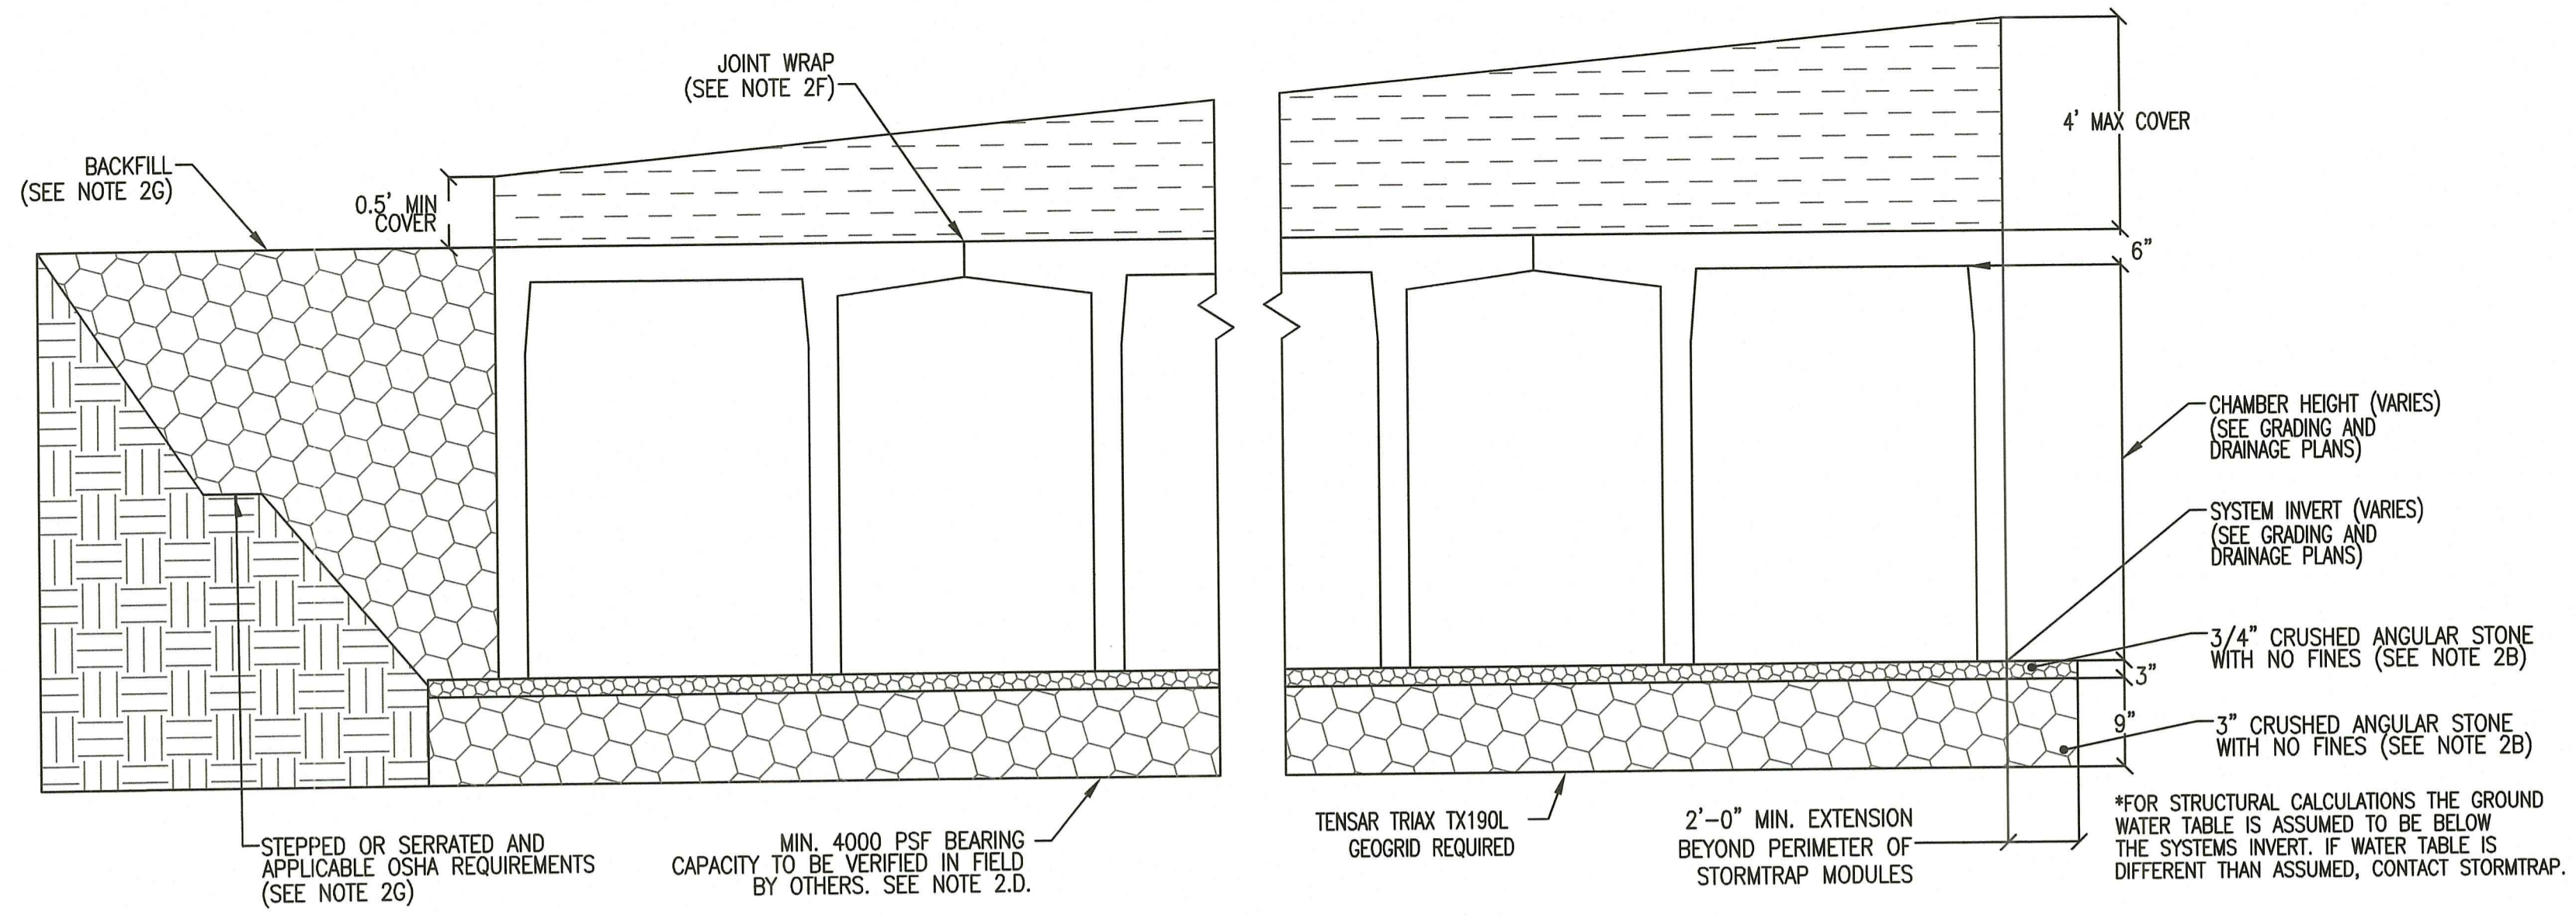 JOINT WRAP
(SEE NOTE 2F)
BACKFILL
(SEE NOTE 2G)
0.5' MIN
COVER
4' MAX COVER
6"
CHAMBER HEIGHT (VARIES)
(SEE GRADING AND
DRAINAGE PLANS)
SYSTEM INVERT (VARIES)
(SEE GRADING AND
DRAINAGE PLANS)
3/4" CRUSHED ANGULAR STONE
WITH NO FINES (SEE NOTE 2B)
3"
9"
3" CRUSHED ANGULAR STONE
WITH NO FINES (SEE NOTE 2B)
STEPPED OR SERRATED AND
APPLICABLE OSHA REQUIREMENTS
(SEE NOTE 2G)
MIN. 4000 PSF BEARING
CAPACITY TO BE VERIFIED IN FIELD
BY OTHERS. SEE NOTE 2.D.
TENSAR TRIAX TX190L
GEOGRID REQUIRED
2'-0" MIN. EXTENSION
BEYOND PERIMETER OF
STORMTRAP MODULES
*FOR STRUCTURAL CALCULATIONS THE GROUND
WATER TABLE IS ASSUMED TO BE BELOW
THE SYSTEMS INVERT. IF WATER TABLE IS
DIFFERENT THAN ASSUMED, CONTACT STORMTRAP.